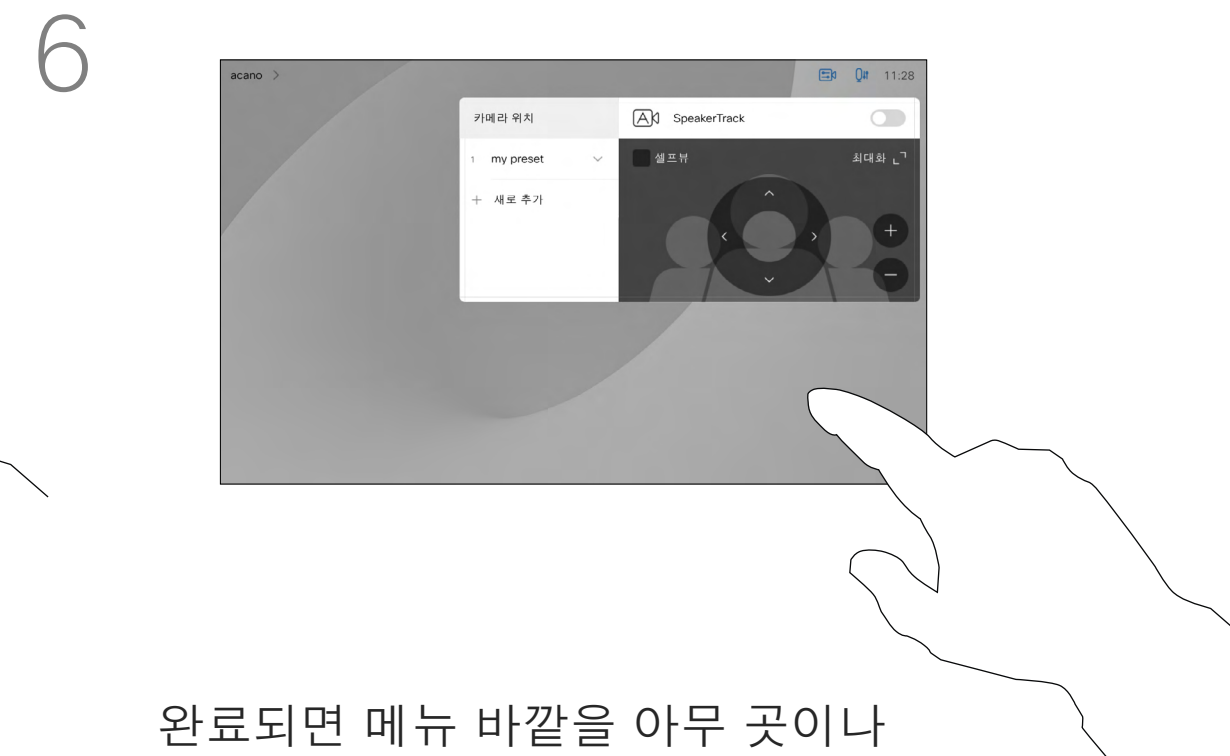 6
acano >
11:28
카메라 위치
SpeakerTrack
1 my preset
셀프뷰
최대화
+ 새로 추가
완료되면 메뉴 바깥을 아무 곳이나